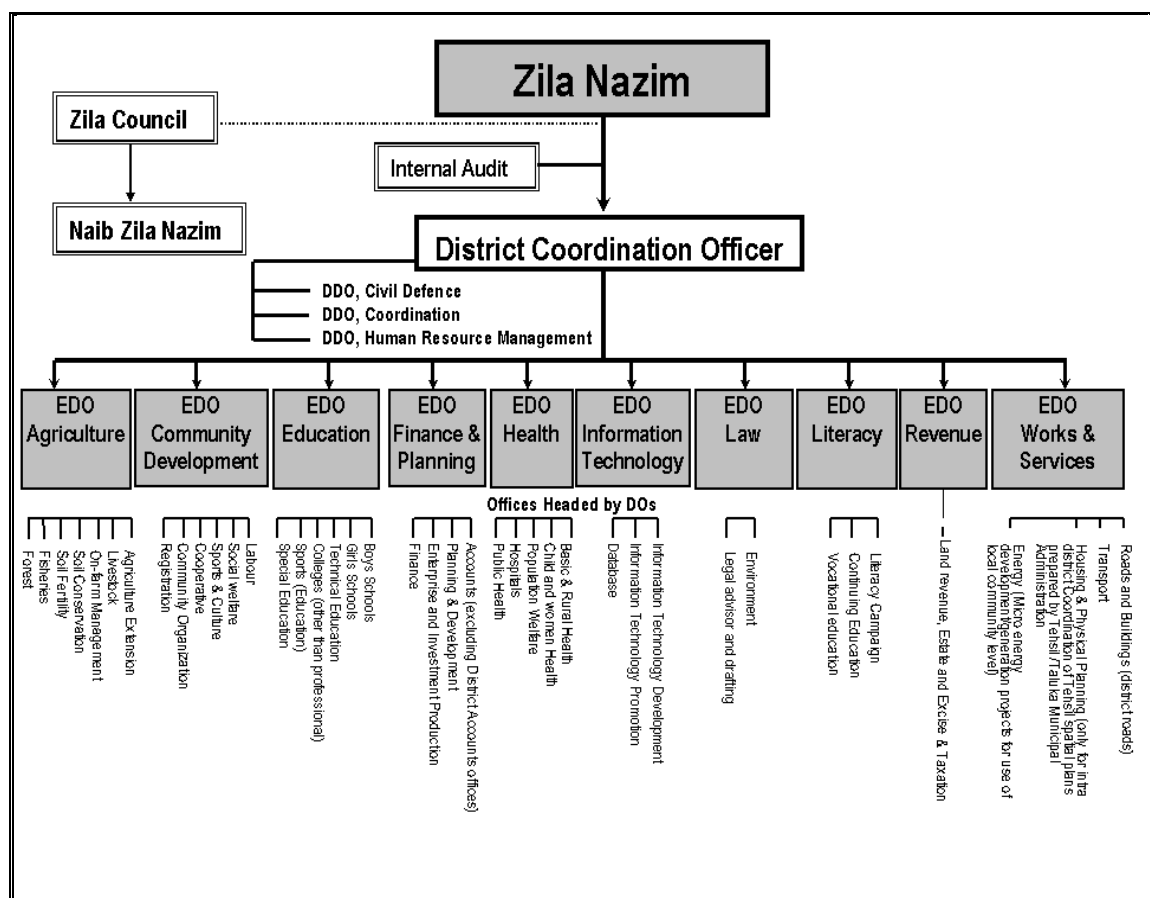 Zila Nazim
Zila Council
Internal Audit
Naib Zila Nazim
District Coordination Officer
DDO, Civil Defence
DDO, Coordination
DDO, Human Resource Management
EDO
Agriculture
EDO
Community
Development
EDO
Education
EDO
Finance &
Planning
EDO
Health
EDO
Information
Technology
EDO
Law
EDO
Literacy
EDO
Revenue
EDO
Works &
Services
Offices Headed by DOs
Forest
Fisheries
Soil Fertility
Soil Conservation
On-farm Management
Livestock
Agriculture Extension
Registration
Community Organization
Cooperative
Sports & Culture
Social welfare
Labour
Special Education
Sports (Education)
Colleges (other than professional)
Technical Education
Girls Schools
Boys Schools
Finance
Enterprise and Investment Production
Planning & Development
Accounts (excluding District Accounts offices)
Public Health
Hospitals
Population Welfare
Child and women Health
Basic & Rural Health
Database
Information Technology Promotion
Information Technology Development
Legal advisor and drafting
Environment
Vocational education
Continuing Education
Literacy Campaign
Land revenue, Estate and Excise & Taxation
Energy (Micro energy
development/generation projects for use of
local community level)
Housing & Physical Planning (only for intra
district Coordination of Tehsil spatial plans
prepared by Tehsil /Taluka Municipal
Administration
Transport
Roads and Buildings (district roads)